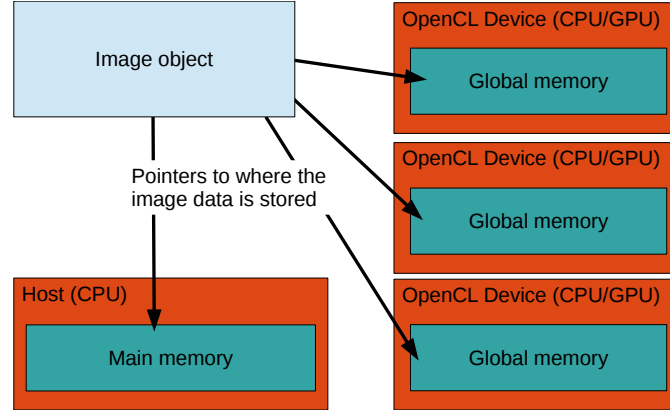 Image object
OpenCL Device (CPU/GPU)
Global memory
OpenCL Device (CPU/GPU)
Global memory
Pointers to where the
image data is stored
Host (CPU)
Main memory
OpenCL Device (CPU/GPU)
Global memory